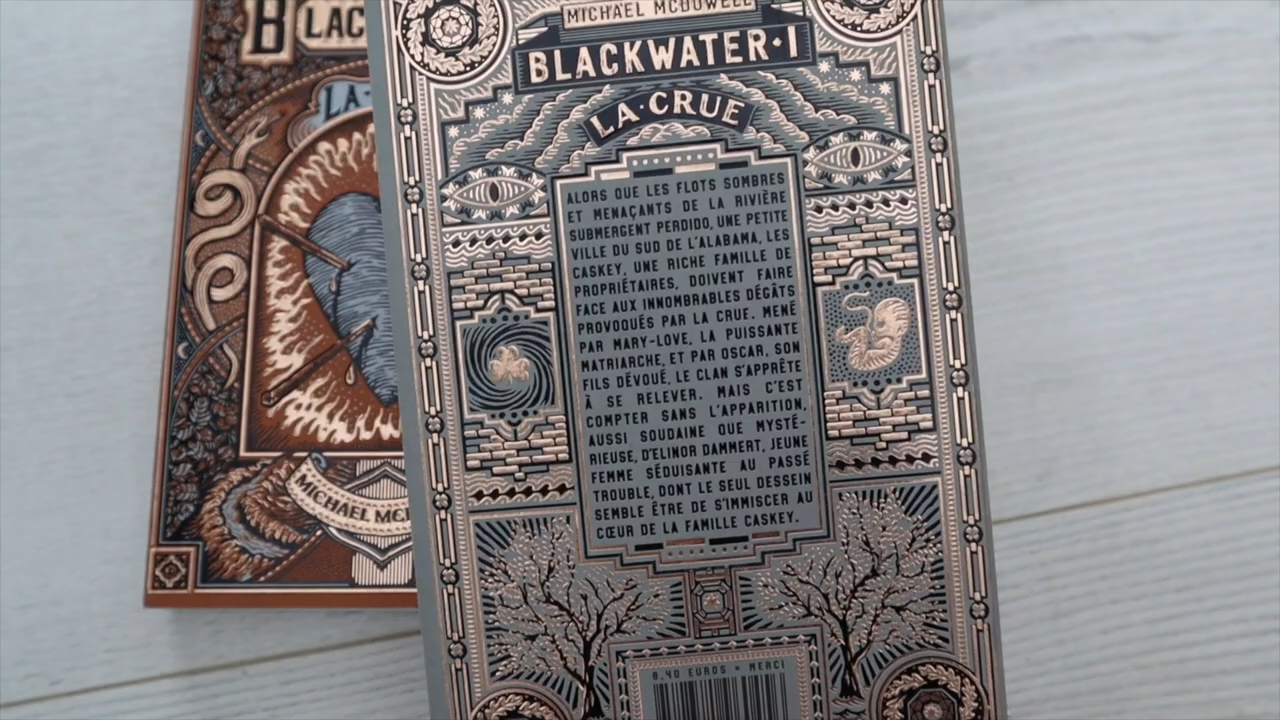 MICHAEL MCDOWELL
BLACKWATER·I
LA·CRUE
ALORS QUE LES FLOTS SOMBRES
ET MENAÇANTS DE LA RIVIÈRE
SUBMERGENT PERDIDO, UNE PETITE
VILLE DU SUD DE L'ALABAMA, LES
CASKEY, UNE RICHE FAMILLE DE
PROPRIÉTAIRES, DOIVENT FAIRE
FACE AUX INNOMBRABLES DÉGÂTS
PROVOQUÉS PAR LA CRUE. MENÉ
PAR MARY-LOVE, LA PUISSANTE
MATRIARCHE, ET PAR OSCAR, SON
FILS DÉVOUÉ, LE CLAN S'APPRÊTE
À SE RELEVER. MAIS C'EST
COMPTER SANS L'APPARITION,
AUSSI SOUDAINE QUE MYSTÉ-
RIEUSE, D'ELINOR DAMMERT, JEUNE
FEMME SÉDUISANTE AU PASSÉ
TROUBLE, DONT LE SEUL DESSEIN
SEMBLE ÊTRE DE S'IMMISCER AU
CŒUR DE LA FAMILLE CASKEY.
8,40 EUROS × MERCI
BLAC
LA·
MICHAEL MC